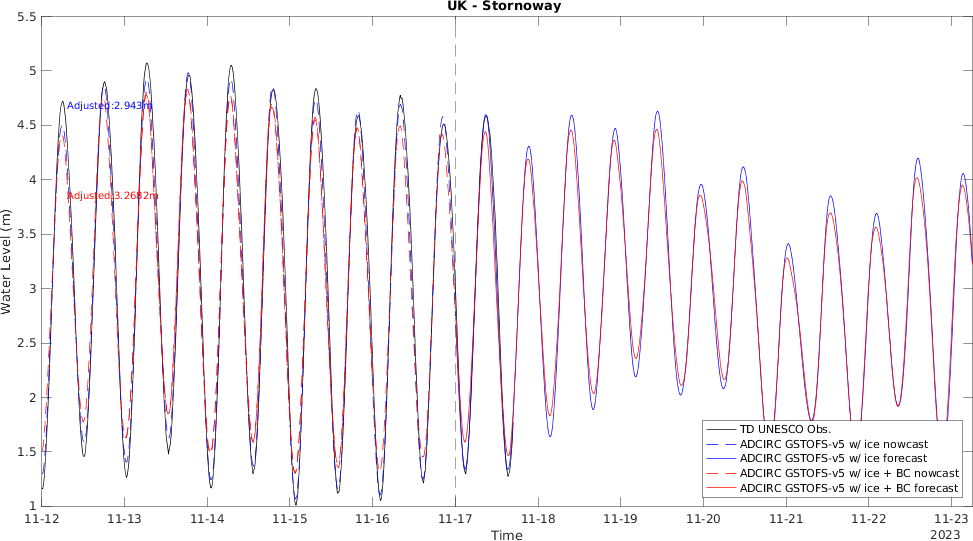 UK - Stornoway
5.5
5
4.5
4
3.5
3
2.5
2
1.5
1
Water Level (m)
Adjusted:2.943m
Adjusted:3.2682m
TD UNESCO Obs.
ADCIRC GSTOFS-v5 w/ ice nowcast
ADCIRC GSTOFS-v5 w/ ice forecast
ADCIRC GSTOFS-v5 w/ ice + BC nowcast
ADCIRC GSTOFS-v5 w/ ice + BC forecast
11-12 11-13 11-14 11-15 11-16 11-17 11-18 11-19 11-20 11-21 11-22 11-23
Time
2023